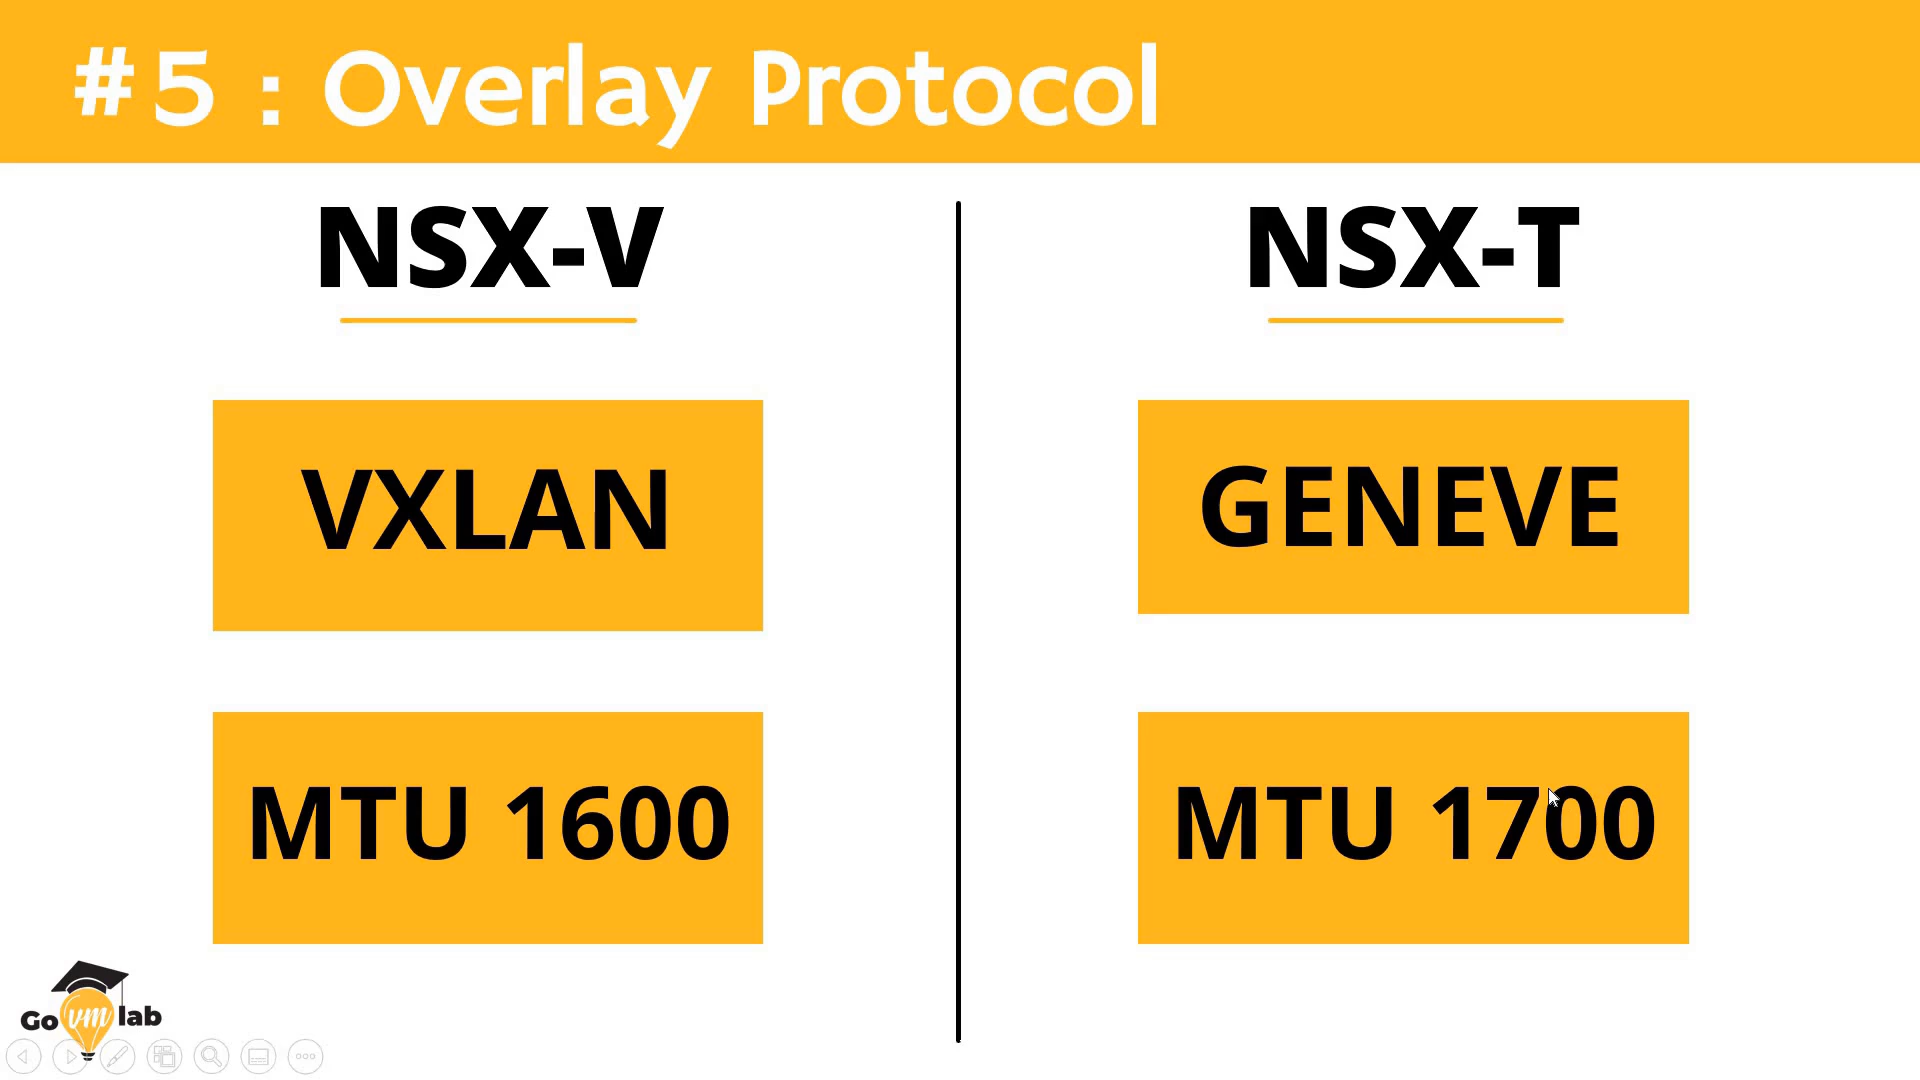 #5 : Overlay Protocol
NSX-V
VXLAN
MTU 1600
NSX-T
GENEVE
MTU 1700
Go vm lab